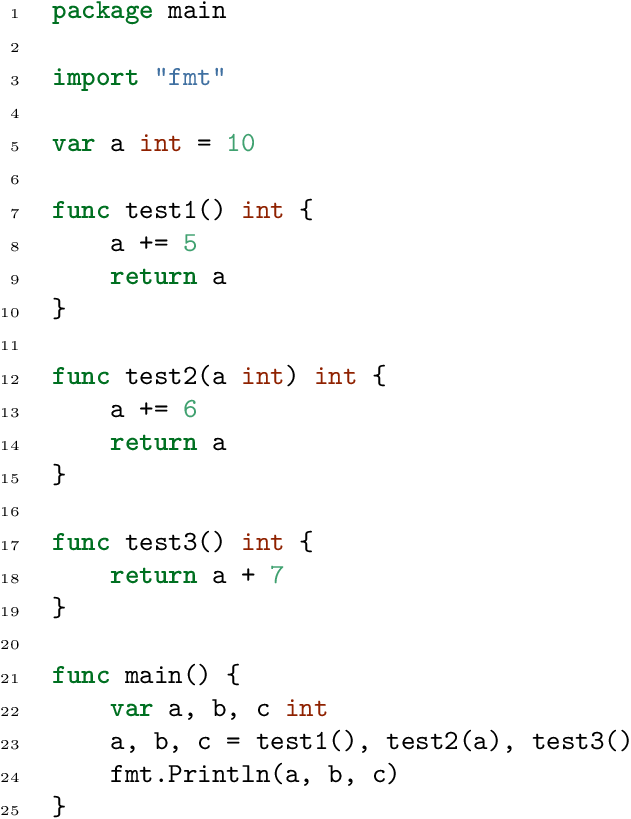 1 package main
2
3 import "fmt"
4
5 var a int = 10
6
7 func test1() int {
8     a += 5
9     return a
10 }
11
12 func test2(a int) int {
13     a += 6
14     return a
15 }
16
17 func test3() int {
18     return a + 7
19 }
20
21 func main() {
22     var a, b, c int
23     a, b, c = test1(), test2(a), test3()
24     fmt.Println(a, b, c)
25 }